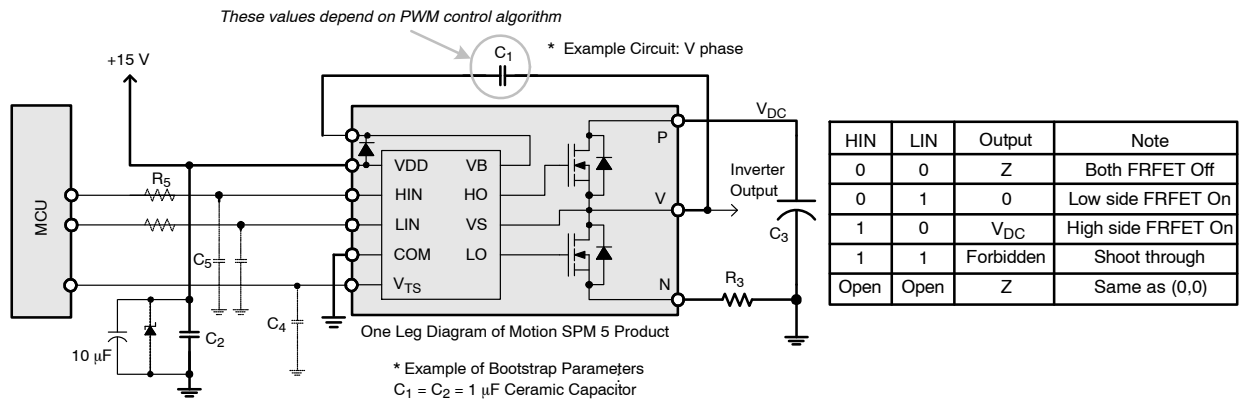 These values depend on PWM control algorithm
C1
* Example Circuit: V phase
+15 V
VDC
P
R5
VDD
VB
HIN
HO
LIN
VS
COM
LO
VTS
V
N
Inverter
Output
MCU
C5
C3
R3
C4
C2
10 μF
One Leg Diagram of Motion SPM 5 Product
* Example of Bootstrap Parameters
C1 = C2 = 1 μF Ceramic Capacitor
HIN LIN Output Note
0 0 Z Both FRFET Off
0 1 0 Low side FRFET On
1 0 VDC High side FRFET On
1 1 Forbidden Shoot through
Open Open Z Same as (0,0)